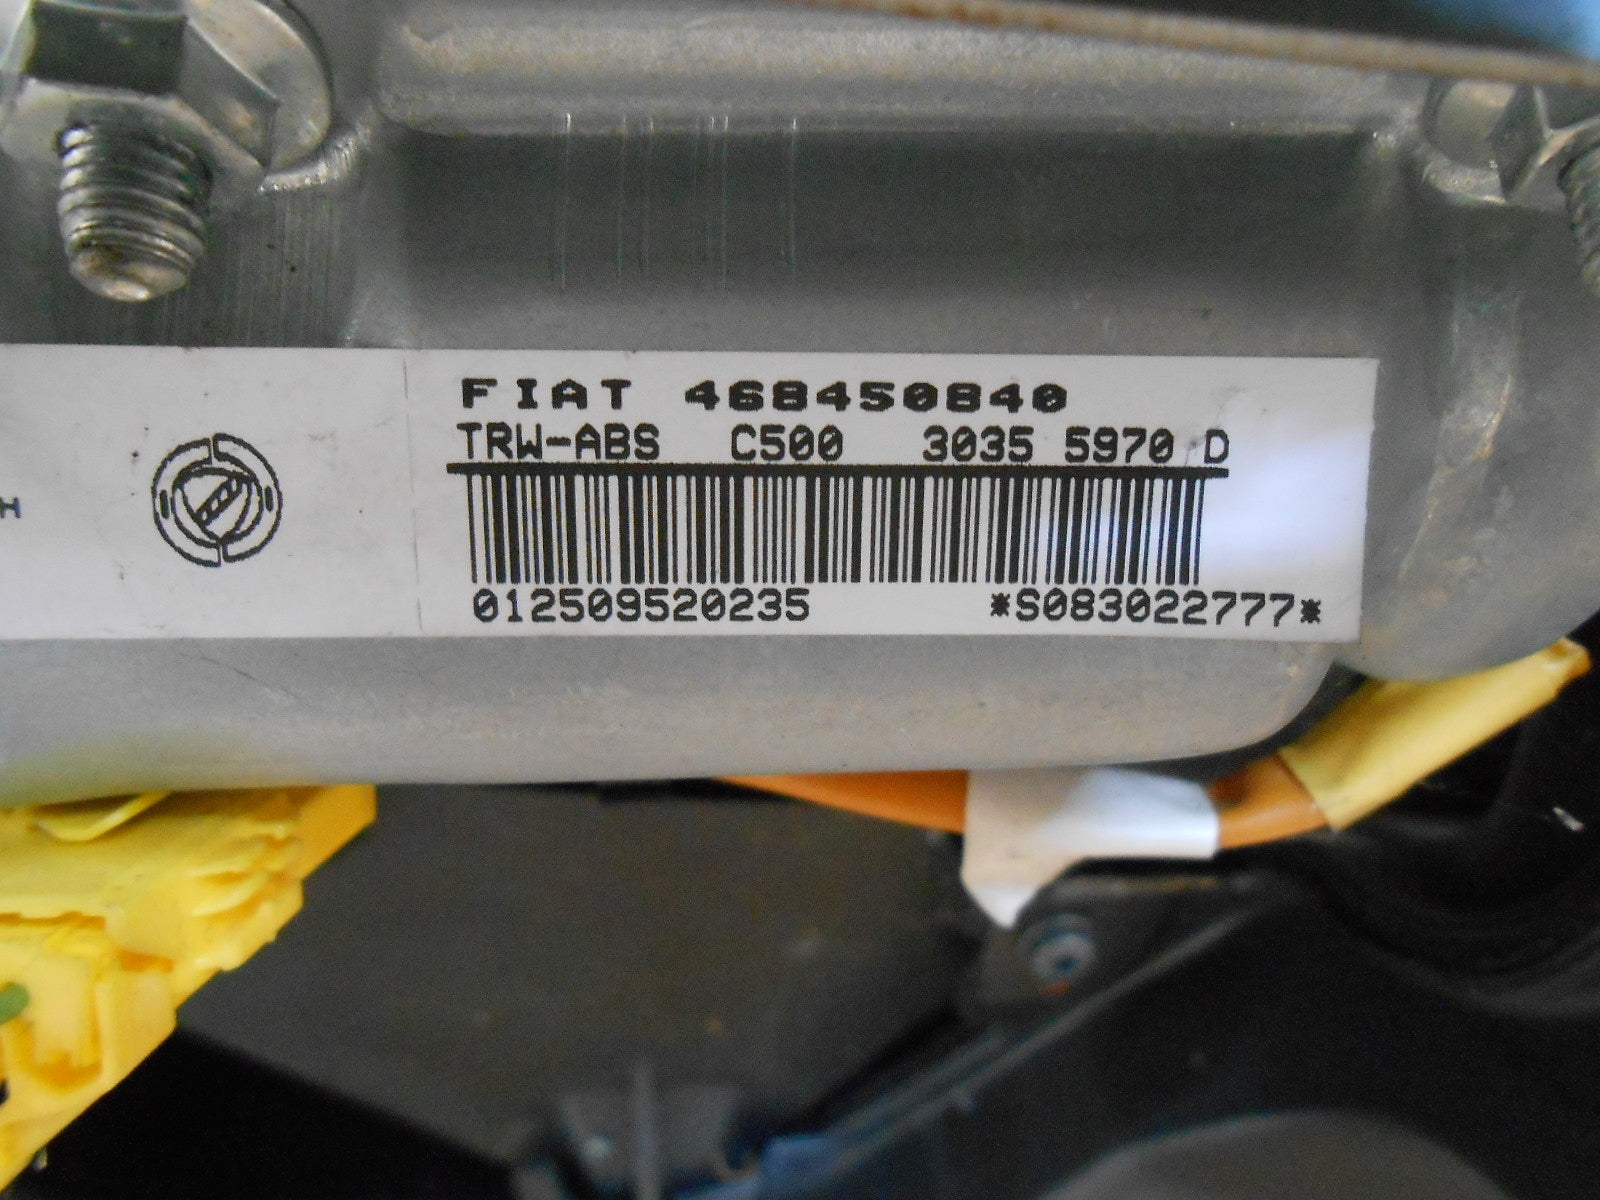 FIAT 468450840
TRW-ABS C500 3035 5970 D
H
012509520235 *S083022777*